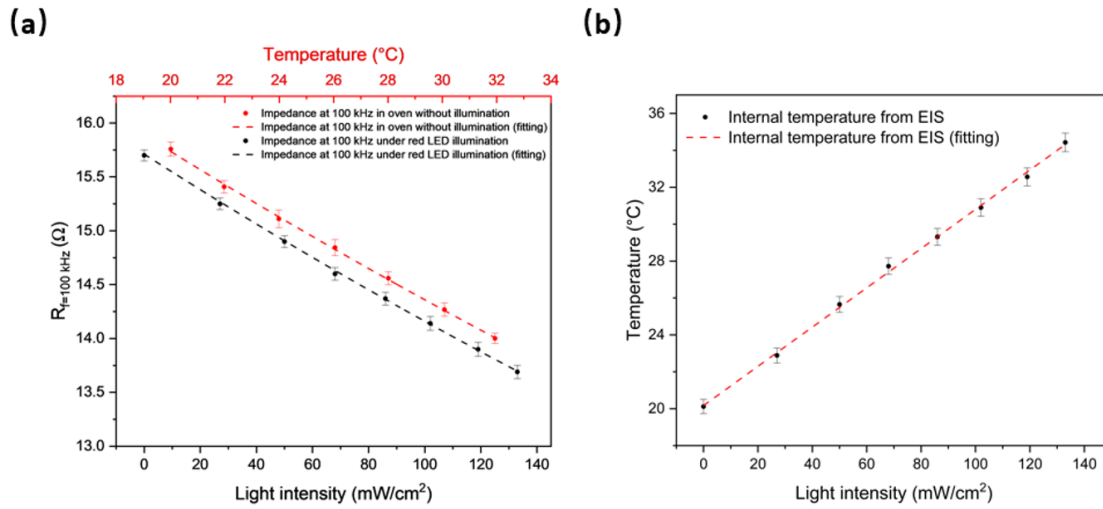 (a)
Temperature (°C)
18 20 22 24 26 28 30 32 34
Impedance at 100 kHz in oven without illumination
Impedance at 100 kHz in oven without illumination (fitting)
Impedance at 100 kHz under red LED illumination
Impedance at 100 kHz under red LED illumination (fitting)
16.0
15.5
15.0
14.5
14.0
13.5
13.0
R_f=100 kHz (Ω)
0 20 40 60 80 100 120 140
Light intensity (mW/cm²)
(b)
Internal temperature from EIS
Internal temperature from EIS (fitting)
36
32
28
24
20
Temperature (°C)
0 20 40 60 80 100 120 140
Light intensity (mW/cm²)